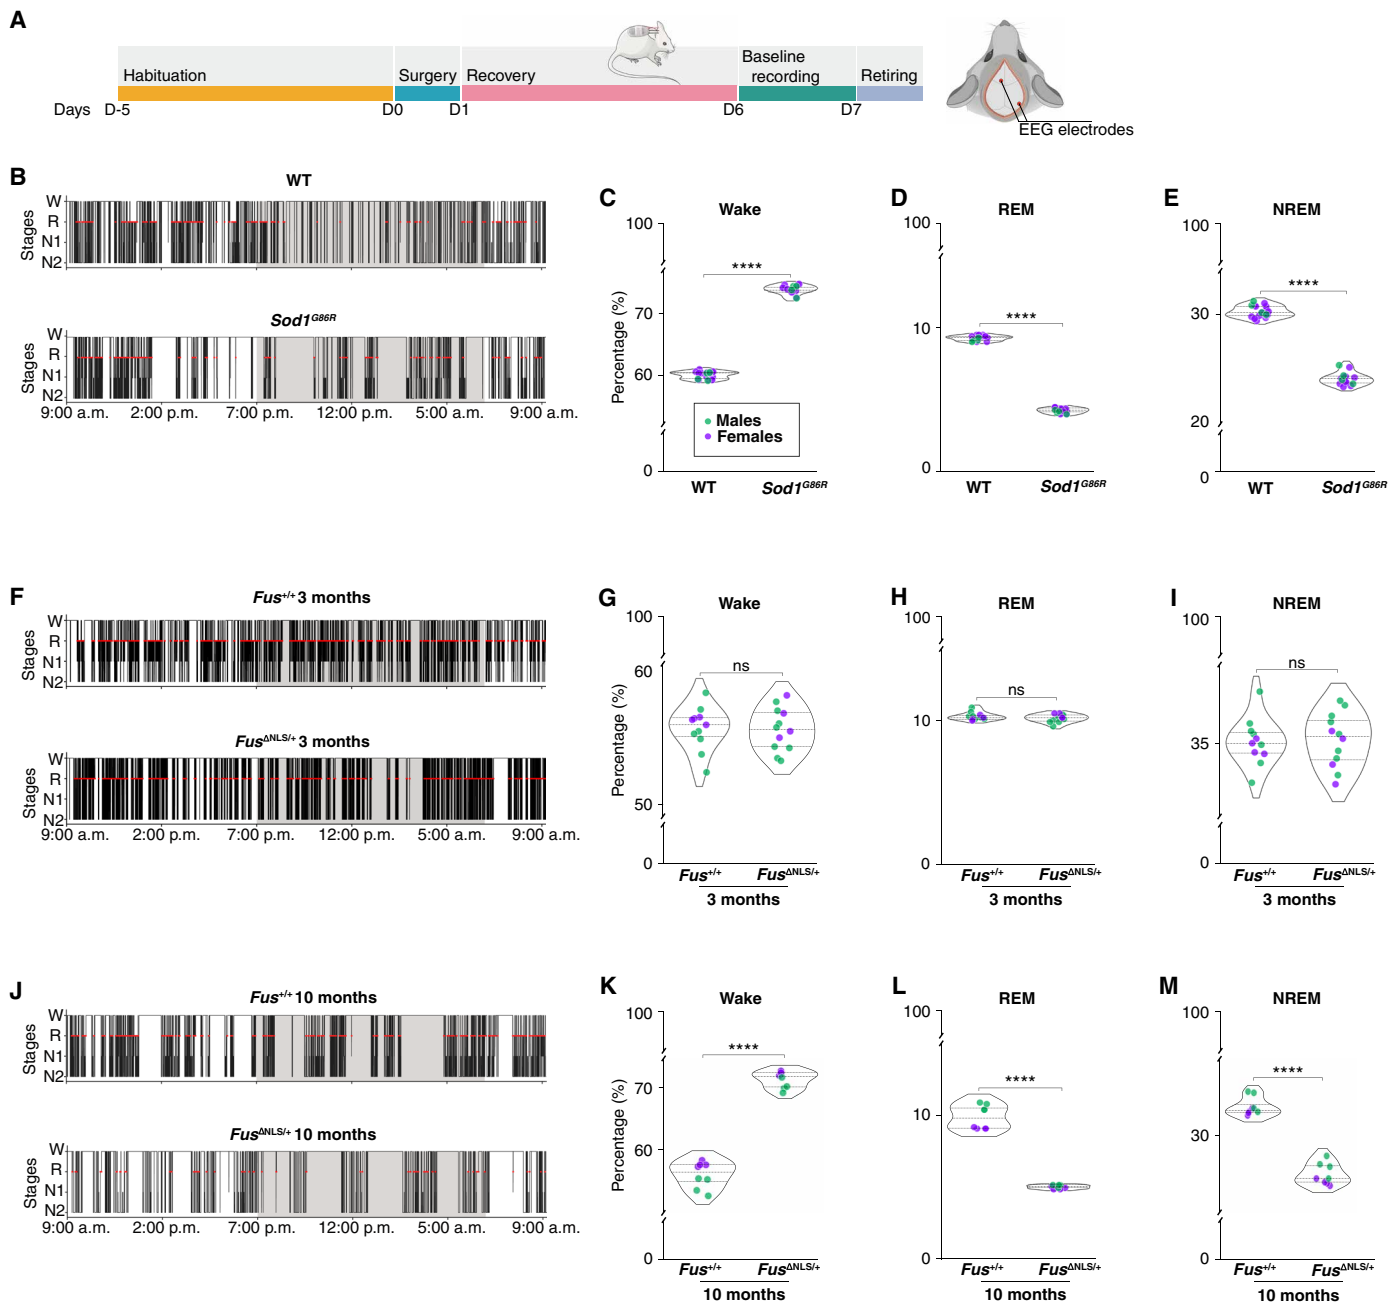 A
Habituation
Surgery
Recovery
Baseline
recording
Retiring
Days
D-5
D0
D1
D6
D7
EEG electrodes
B
WT
Stages
W
R
N1
N2
Sod1G86R
Stages
W
R
N1
N2
9:00 a.m.
2:00 p.m.
7:00 p.m.
12:00 p.m.
5:00 a.m.
9:00 a.m.
C
Wake
Percentage (%)
100
70
60
0
****
Males
Females
WT
Sod1G86R
D
REM
100
10
0
****
WT
Sod1G86R
E
NREM
100
30
20
0
****
WT
Sod1G86R
F
Fus+/+ 3 months
Stages
W
R
N1
N2
FusΔNLS/+ 3 months
Stages
W
R
N1
N2
9:00 a.m.
2:00 p.m.
7:00 p.m.
12:00 p.m.
5:00 a.m.
9:00 a.m.
G
Wake
Percentage (%)
100
60
50
0
ns
Fus+/+
FusΔNLS/+
3 months
H
REM
100
10
0
ns
Fus+/+
FusΔNLS/+
3 months
I
NREM
100
35
0
ns
Fus+/+
FusΔNLS/+
3 months
J
Fus+/+ 10 months
Stages
W
R
N1
N2
FusΔNLS/+ 10 months
Stages
W
R
N1
N2
9:00 a.m.
2:00 p.m.
7:00 p.m.
12:00 p.m.
5:00 a.m.
9:00 a.m.
K
Wake
Percentage (%)
100
70
60
0
****
Fus+/+
FusΔNLS/+
10 months
L
REM
100
10
0
****
Fus+/+
FusΔNLS/+
10 months
M
NREM
100
30
0
****
Fus+/+
FusΔNLS/+
10 months